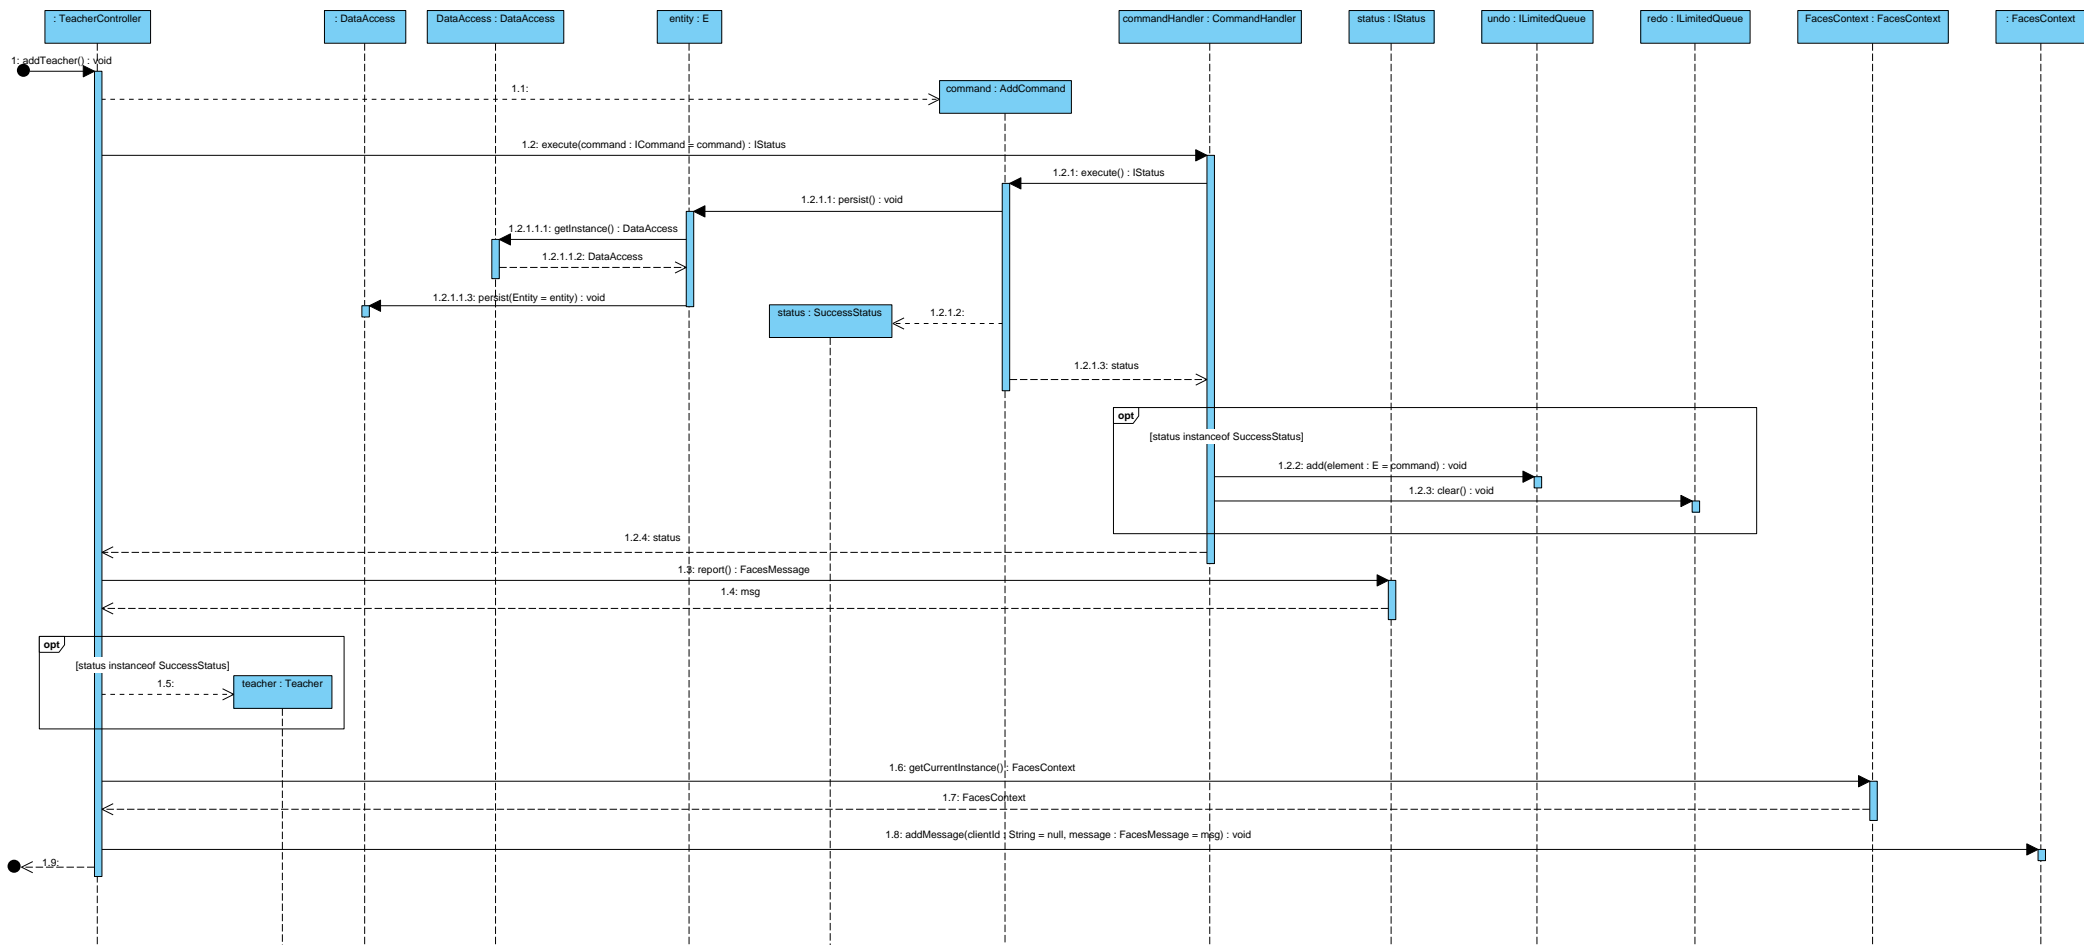 : TeacherController
: DataAccess
DataAccess : DataAccess
entity : E
commandHandler : CommandHandler
status : IStatus
undo : ILimitedQueue
redo : ILimitedQueue
FacesContext : FacesContext
: FacesContext
1: addTeacher() : void
1.1:
command : AddCommand
1.2: execute(command : ICommand = command) : IStatus
1.2.1: execute() : IStatus
1.2.1.1: persist() : void
1.2.1.1.1: getInstance() : DataAccess
1.2.1.1.2: DataAccess
1.2.1.1.3: persist(Entity = entity) : void
status : SuccessStatus
1.2.1.2:
1.2.1.3: status
opt
[status instanceof SuccessStatus]
1.2.2: add(element : E = command) : void
1.2.3: clear() : void
1.2.4: status
1.3: report() : FacesMessage
1.4: msg
opt
[status instanceof SuccessStatus]
1.5:
teacher : Teacher
1.6: getCurrentInstance() : FacesContext
1.7: FacesContext
1.8: addMessage(clientId : String = null, message : FacesMessage = msg) : void
1.9: